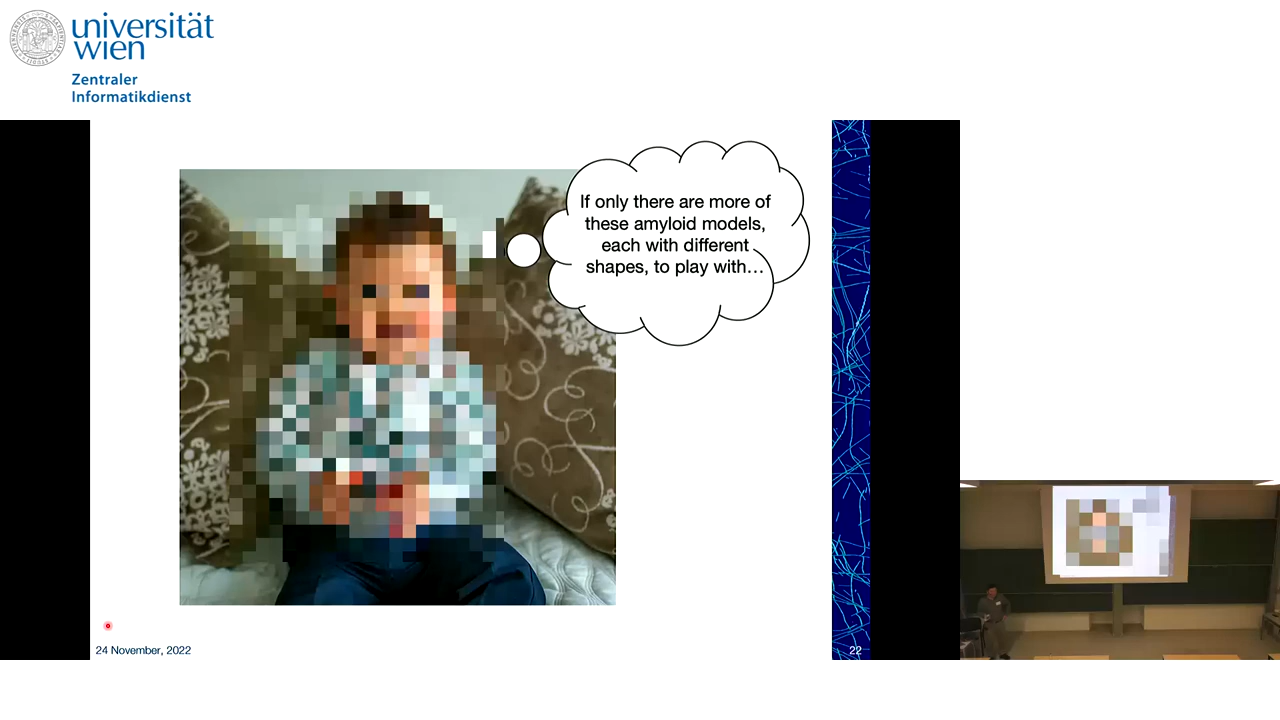 universität
wien
Zentraler
Informatikdienst
If only there are more of
these amyloid models,
each with different
shapes, to play with…
24 November, 2022
22